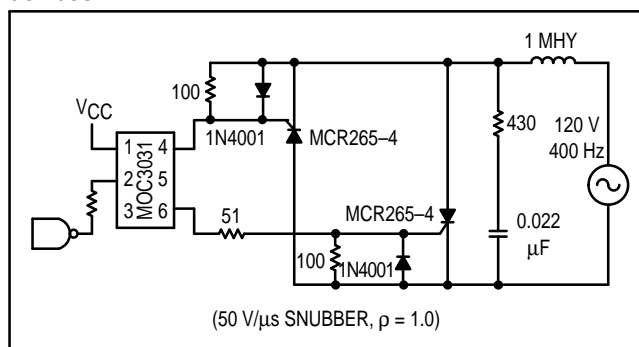 1 MHY
100
VCC
1N4001
MCR265–4
430
120 V
400 Hz
1 4
2 5
3 6
MOC3031
51
MCR265–4
0.022
μF
100
1N4001
(50 V/μs SNUBBER, ρ = 1.0)